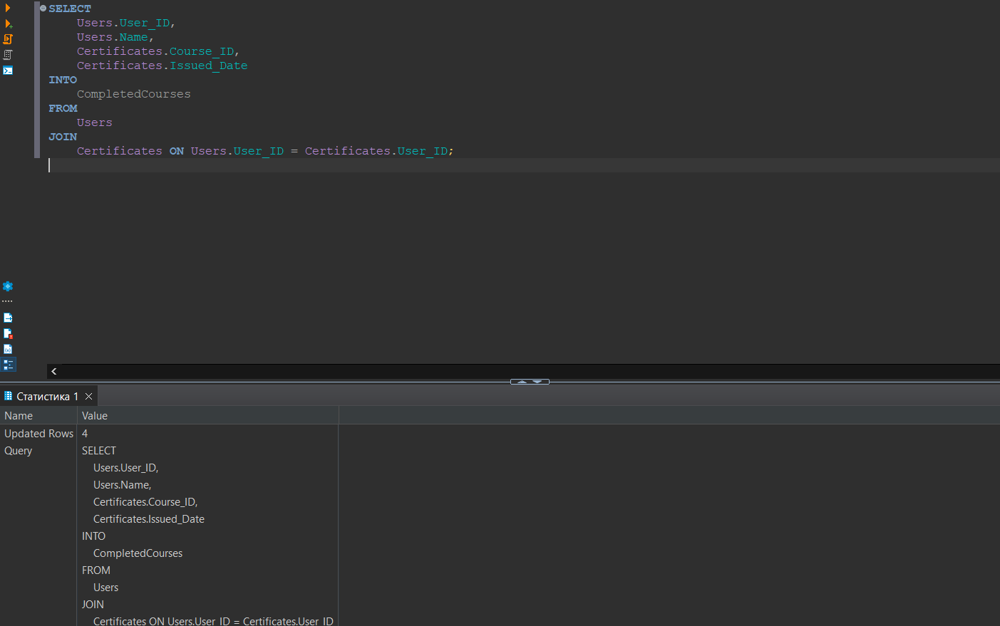 SELECT
Users.User_ID,
Users.Name,
Certificates.Course_ID,
Certificates.Issued_Date
INTO
CompletedCourses
FROM
Users
JOIN
Certificates ON Users.User_ID = Certificates.User_ID;
Статистика 1
Name Value
Updated Rows 4
Query SELECT
Users.User_ID,
Users.Name,
Certificates.Course_ID,
Certificates.Issued_Date
INTO
CompletedCourses
FROM
Users
JOIN
Certificates ON Users.User_ID = Certificates.User_ID